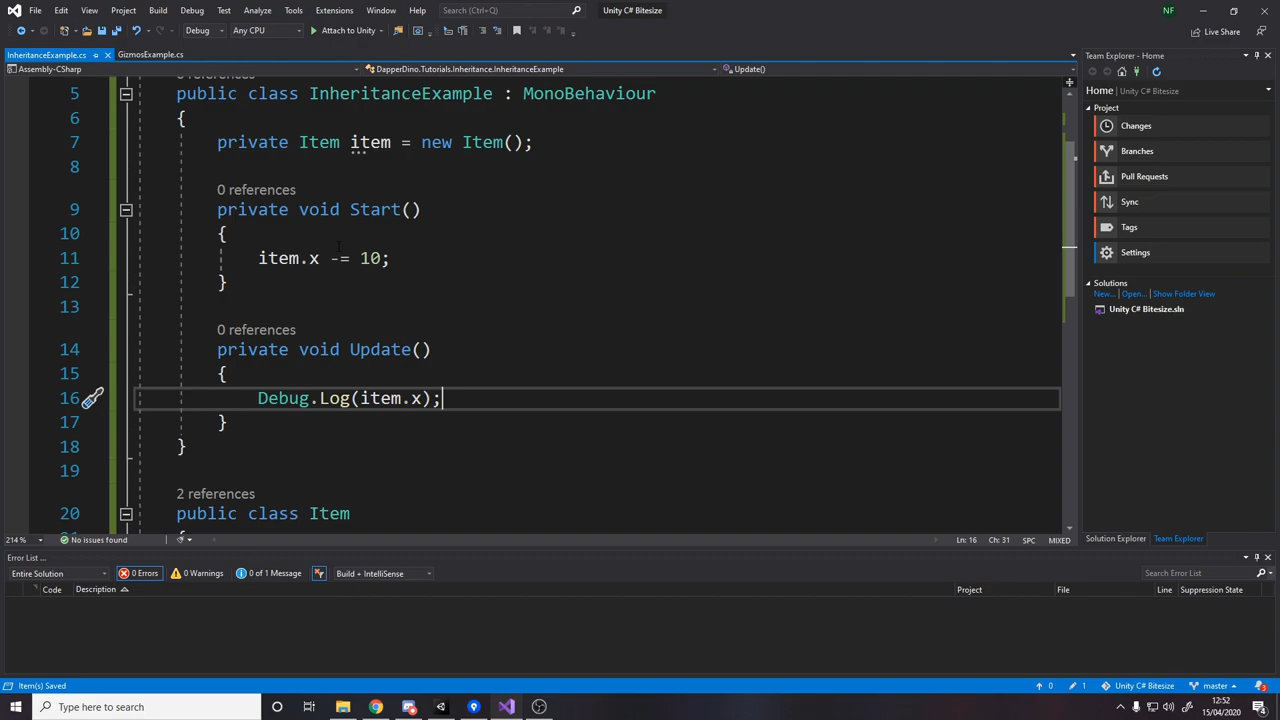 File Edit View Project Build Debug Test Analyze Tools Extensions Window Help
Search (Ctrl+Q)
Unity C# Bitesize
NF
Debug Any CPU Attach to Unity
Live Share
InheritanceExample.cs GizmosExample.cs
Assembly-CSharp DapperDino.Tutorials.Inheritance.InheritanceExample Update()
5 public class InheritanceExample : MonoBehaviour
6 {
7 private Item item = new Item();
8
0 references
9 private void Start()
10 {
11 item.x -= 10;
12 }
13
0 references
14 private void Update()
15 {
16 Debug.Log(item.x);
17 }
18 }
19
2 references
20 public class Item
214 % No issues found Ln: 16 Ch: 31 SPC MIXED
Team Explorer - Home
Home | Unity C# Bitesize
Project
Changes
Branches
Pull Requests
Sync
Tags
Settings
Solutions
New... Open... Show Folder View
Unity C# Bitesize.sln
Solution Explorer Team Explorer
Error List ...
Entire Solution 0 Errors 0 Warnings 0 of 1 Message Build + IntelliSense Search Error List
Code Description Project File Line Suppression State
Item(s) Saved 0 1 Unity C# Bitesize master 3
Type here to search
12:52
15/04/2020
4